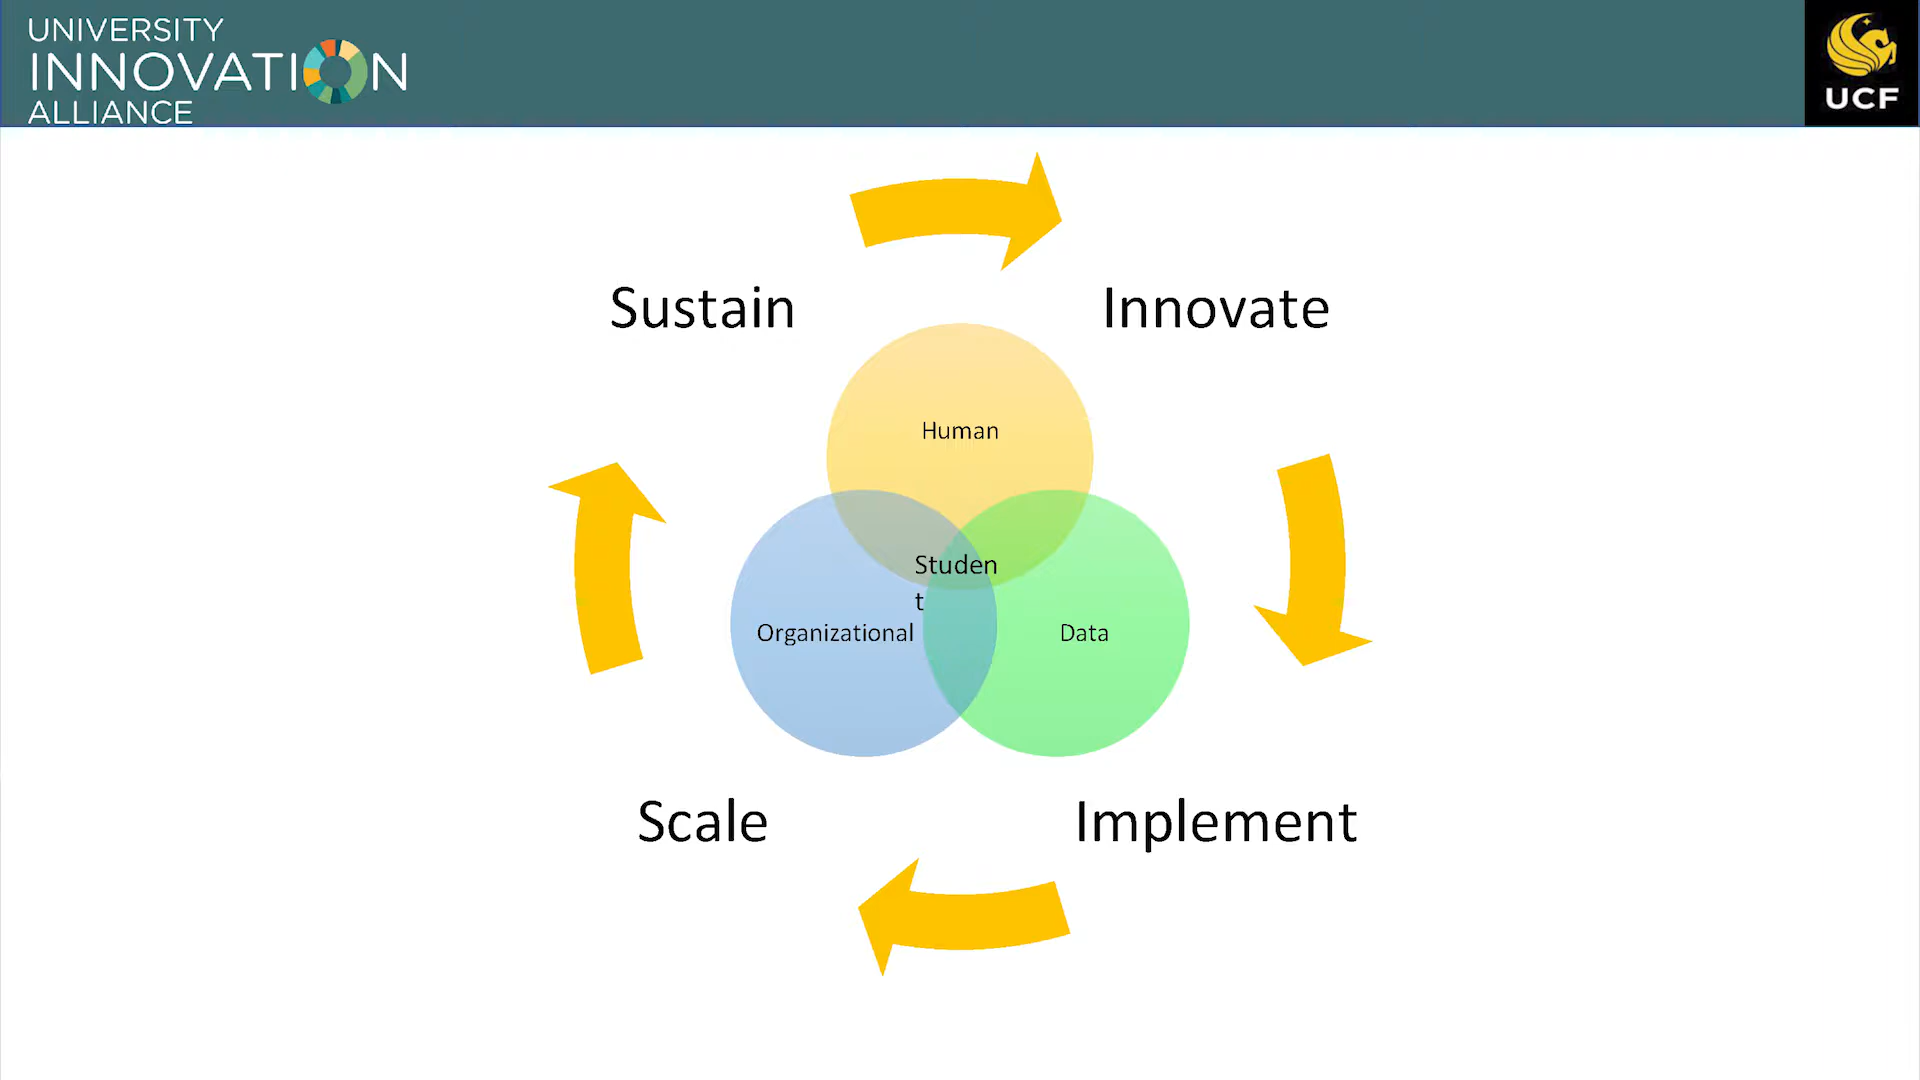 UNIVERSITY
INNOVATION
ALLIANCE
UCF
Sustain
Innovate
Human
Studen
t
Organizational
Data
Scale
Implement